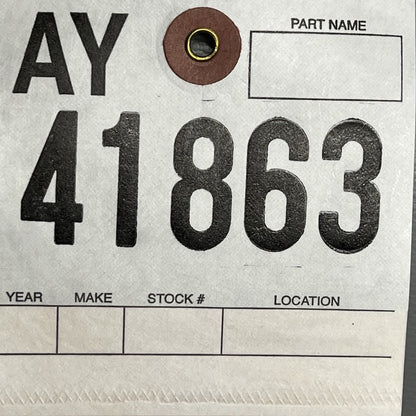 AY
PART NAME
41863
YEAR MAKE STOCK # LOCATION